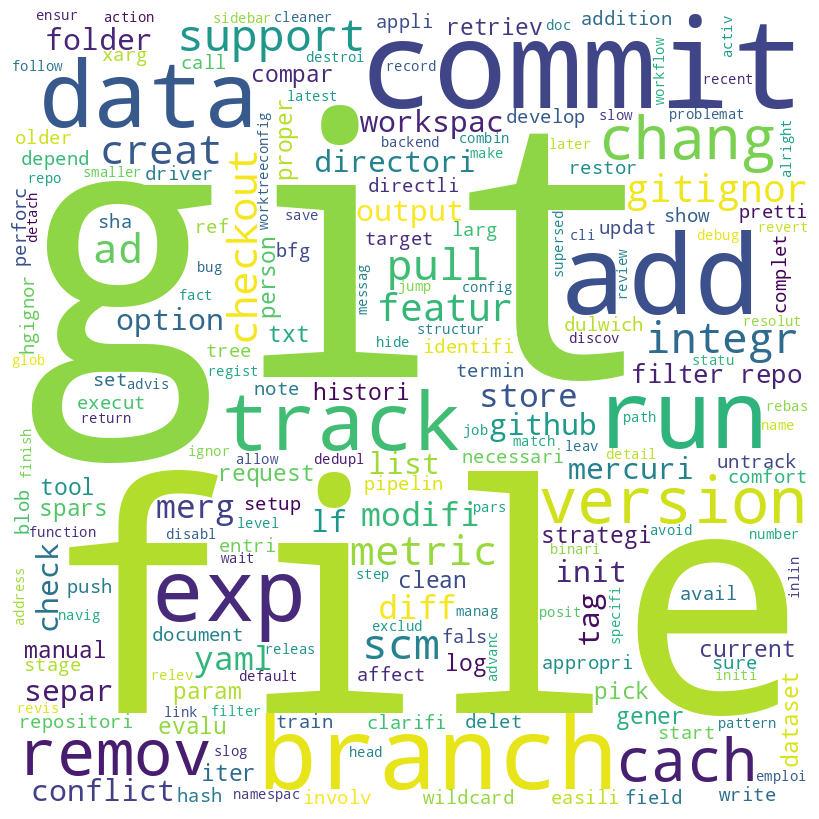 ensur
action
sidebar
cleaner
appli
retriev
doc
addition
activ
folder
support
commit
xarg
call
destroi
workflow
follow
compar
record
recent
data
latest
workspac
develop
combin
slow
problemat
older
creat
proper
backend
make
later
chang
alright
depend
driver
directori
restor
repo
smaller
worktreeconfig
directli
gitignor
detach
perforc
sha
ref
save
output
supersed
updat
show
pretti
git
checkout
person
bfg
target
larg
cli
review
debug
revert
ad
bug
messag
pull
add
complet
fact
jump
config
hgignor
option
txt
featur
dulwich
resolut
structur
discov
integr
tree
hide
identifi
statu
glob
regist
set
advis
note
histori
termin
store
filter repo
path
rebas
execut
return
track
github
run
name
job
match
leav
detail
finish
ignor
allow
dedupl
list
necessari
mercuri
untrack
blob
tool
request
pipelin
comfort
spars
merg
setup
lf
modifi
pars
version
function
disabl
level
strategi
avoid
number
check
entri
wait
metric
binari
inlin
file
push
exp
step
clean
init
address
diff
manag
exclud
posit
tag
specifi
avail
navig
document
releas
scm
fals
advanc
manual
yaml
affect
log
current
stage
relev
default
appropri
sure
separ
param
pick
initi
revis
link
filter
train
clarifi
delet
gener
pattern
repositori
evalu
start
dataset
remov
slog
head
branch
cach
iter
emploi
conflict
hash
namespac
involv
wildcard
easili
field
write